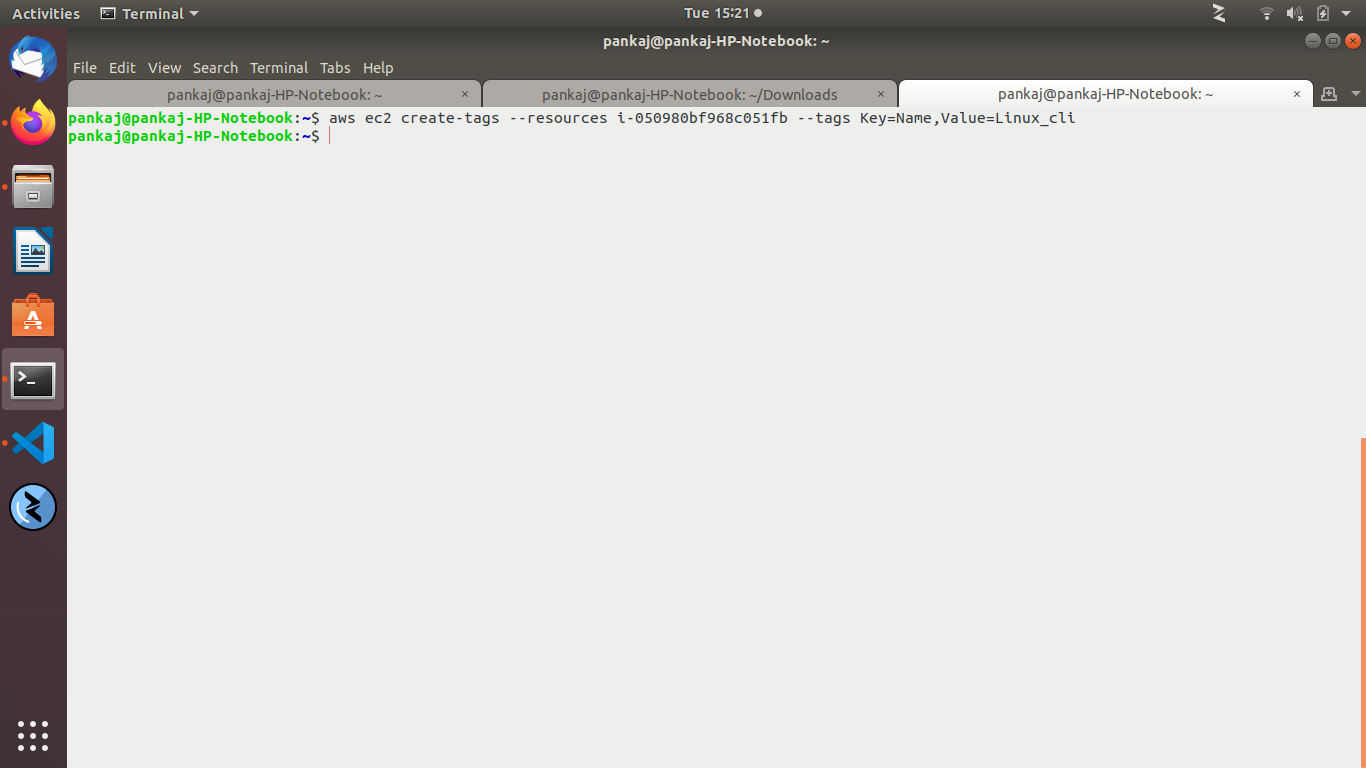 Activities Terminal Tue 15:21
pankaj@pankaj-HP-Notebook: ~
File Edit View Search Terminal Tabs Help
pankaj@pankaj-HP-Notebook: ~ × pankaj@pankaj-HP-Notebook: ~/Downloads × pankaj@pankaj-HP-Notebook: ~ ×
pankaj@pankaj-HP-Notebook:~$ aws ec2 create-tags --resources i-050980bf968c051fb --tags Key=Name,Value=Linux_cli
pankaj@pankaj-HP-Notebook:~$